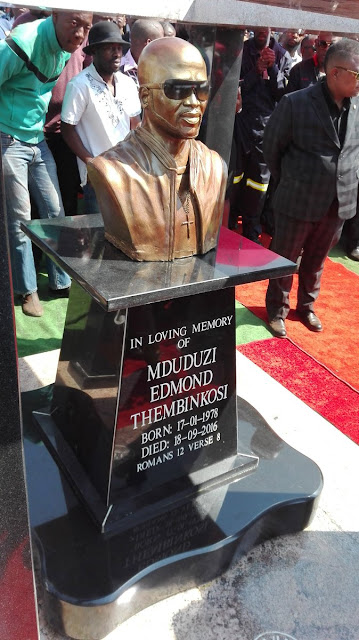 IN LOVING MEMORY
OF
MDUDUZI
EDMOND
THEMBINKOSI
BORN: 17-01-1978
DIED: 18-09-2016
ROMANS 12 VERSE 8